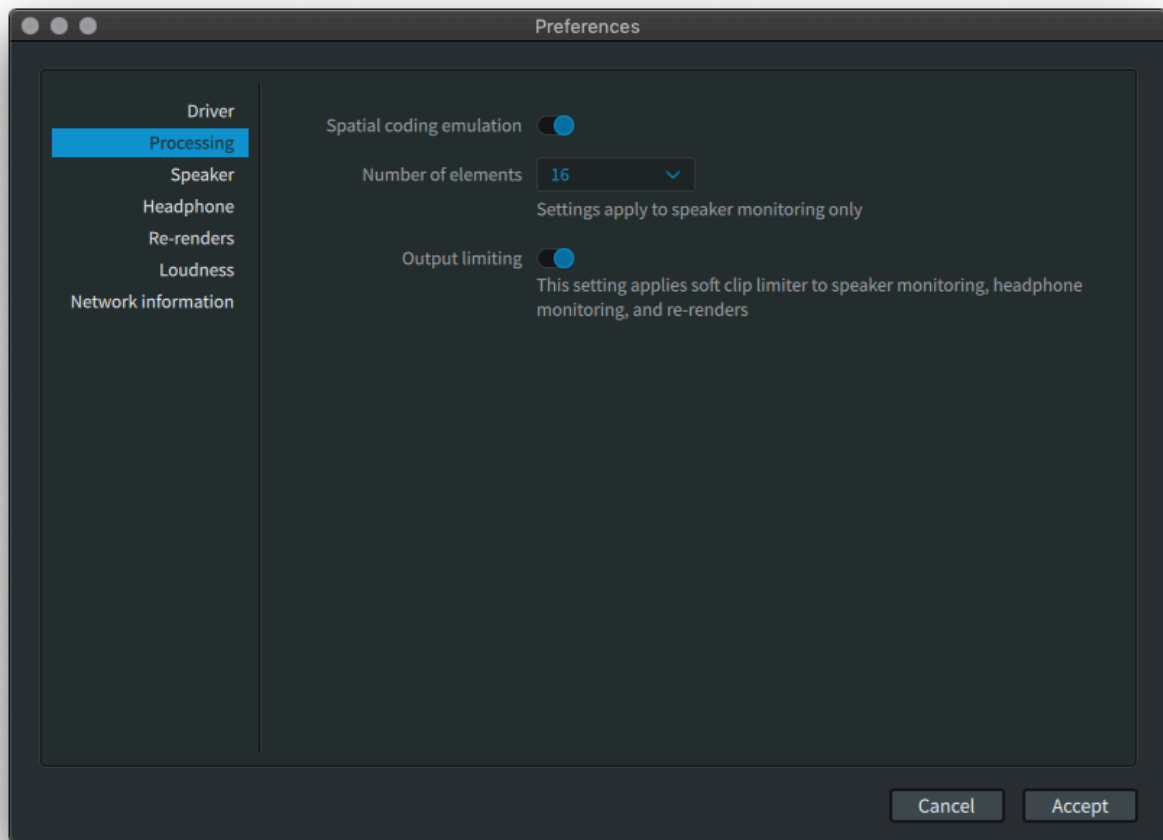 Preferences
Driver
Processing
Speaker
Headphone
Re-renders
Loudness
Network information
Spatial coding emulation
Number of elements 16
Settings apply to speaker monitoring only
Output limiting
This setting applies soft clip limiter to speaker monitoring, headphone
monitoring, and re-renders
Cancel Accept